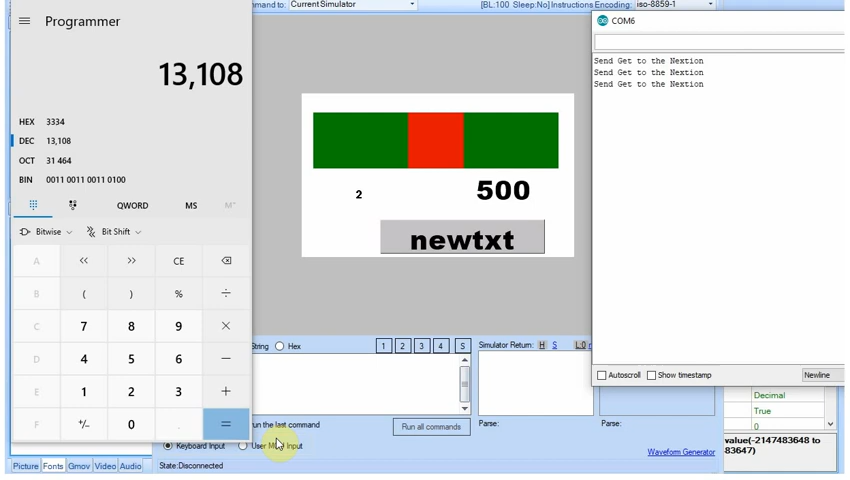 Programmer
13,108
HEX 3334
DEC 13,108
OCT 31 464
BIN 0011 0011 0011 0100
QWORD MS M˅
Bitwise Bit Shift
A << >> CE
B ( ) % ÷
C 7 8 9 ×
D 4 5 6 −
E 1 2 3 +
F +/− 0 . =
mand to: Current Simulator
[BL:100 Sleep:No] Instructions Encoding: iso-8859-1
2
500
newtxt
COM6
Send Get to the Nextion
Send Get to the Nextion
Send Get to the Nextion
Autoscroll Show timestamp Newline
String Hex 1 2 3 4 S
Simulator Return: H S L:0
un the last command Run all commands
Parse: Parse:
Keyboard Input User M Input
Waveform Generator
State:Disconnected
Picture Fonts Gmov Video Audio
Decimal
True
0
value(-2147483648 to
83647)